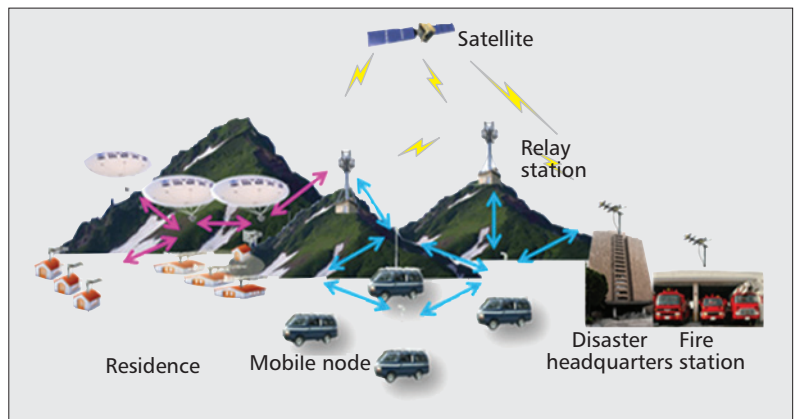 Satellite
Relay
station
Residence
Mobile node
Disaster
headquarters
Fire
station